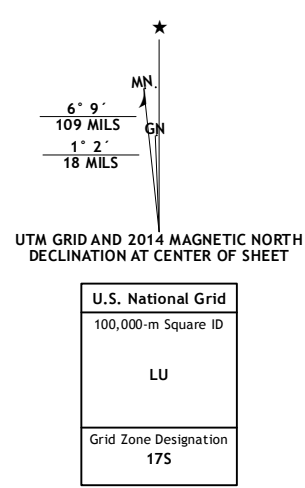 ★
MN.
6° 9´
109 MILS
GN
1° 2´
18 MILS
UTM GRID AND 2014 MAGNETIC NORTH
DECLINATION AT CENTER OF SHEET
U.S. National Grid
100,000-m Square ID
LU
Grid Zone Designation
17S